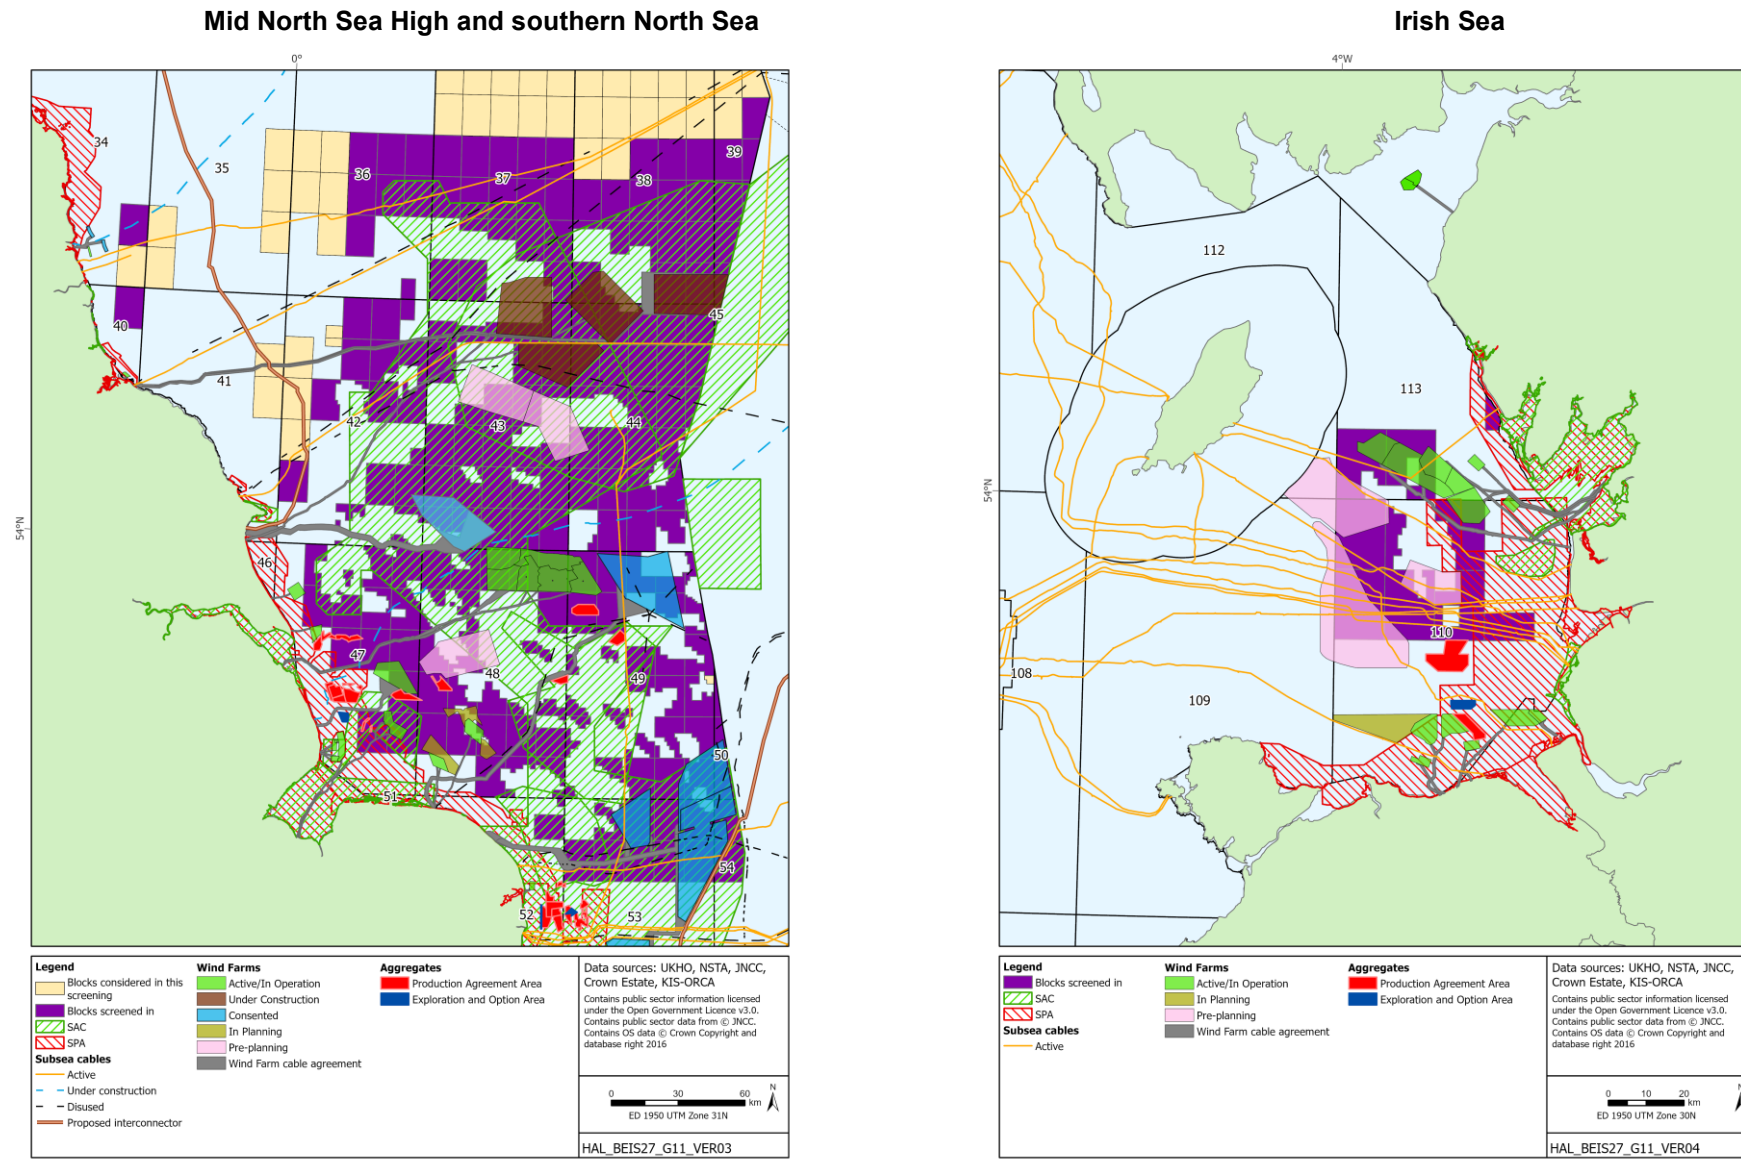 Mid North Sea High and southern North Sea
0°
54°N
34
35
36
37
38
39
40
41
42
43
44
45
46
47
48
49
50
51
52
53
54
Legend
Blocks considered in this
screening
Blocks screened in
SAC
SPA
Subsea cables
Active
Under construction
Disused
Proposed interconnector
Wind Farms
Active/In Operation
Under Construction
Consented
In Planning
Pre-planning
Wind Farm cable agreement
Aggregates
Production Agreement Area
Exploration and Option Area
Data sources: UKHO, NSTA, JNCC,
Crown Estate, KIS-ORCA
Contains public sector information licensed
under the Open Government Licence v3.0.
Contains public sector data from © JNCC.
Contains OS data © Crown Copyright and
database right 2016
0 30 60
km
N
ED 1950 UTM Zone 31N
HAL_BEIS27_G11_VER03
Irish Sea
4°W
54°N
112
113
110
108
109
Legend
Blocks screened in
SAC
SPA
Subsea cables
Active
Wind Farms
Active/In Operation
In Planning
Pre-planning
Wind Farm cable agreement
Aggregates
Production Agreement Area
Exploration and Option Area
Data sources: UKHO, NSTA, JNCC,
Crown Estate, KIS-ORCA
Contains public sector information licensed
under the Open Government Licence v3.0.
Contains public sector data from © JNCC.
Contains OS data © Crown Copyright and
database right 2016
0 10 20
km
N
ED 1950 UTM Zone 30N
HAL_BEIS27_G11_VER04